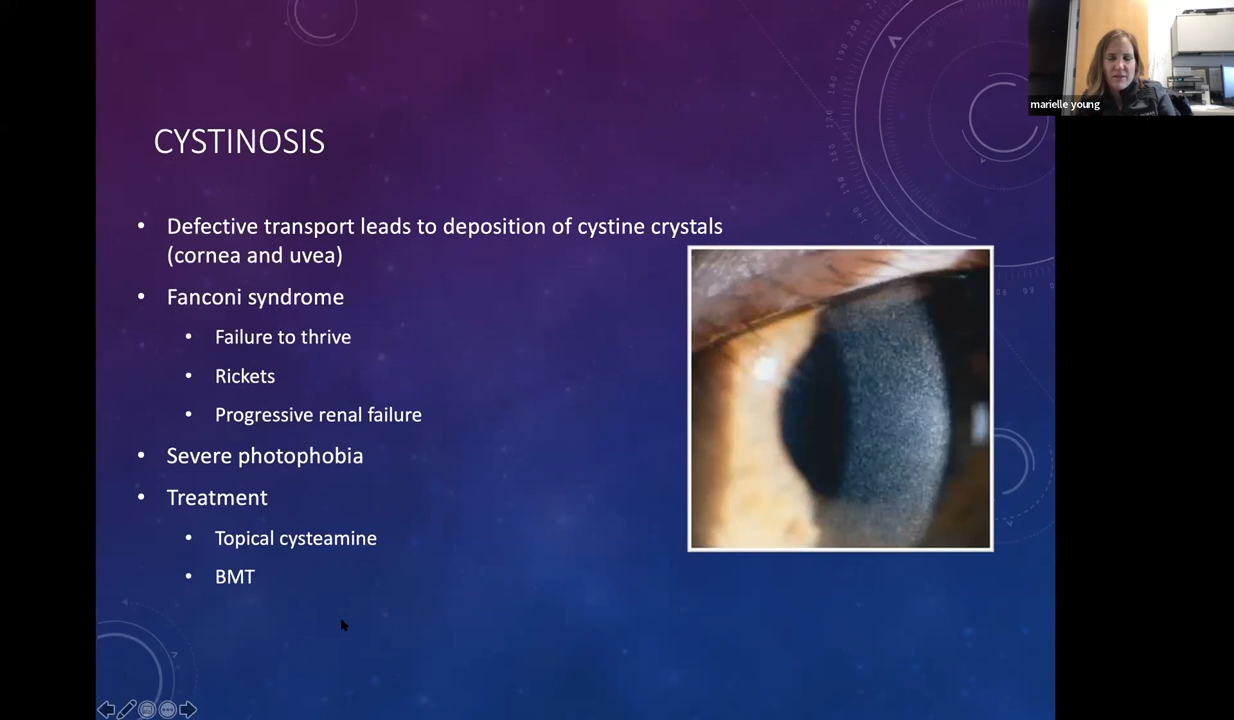 marielle young
CYSTINOSIS
• Defective transport leads to deposition of cystine crystals
(cornea and uvea)
• Fanconi syndrome
• Failure to thrive
• Rickets
• Progressive renal failure
• Severe photophobia
• Treatment
• Topical cysteamine
• BMT